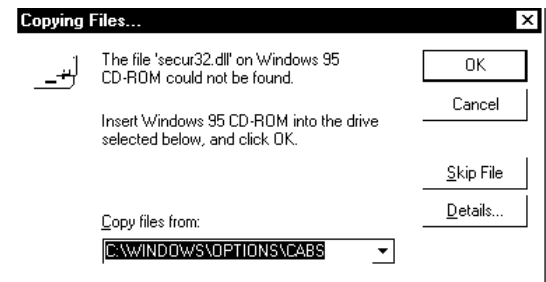 Copying Files...
The file 'secur32.dll' on Windows 95
CD-ROM could not be found.
Insert Windows 95 CD-ROM into the drive
selected below, and click OK.
Copy files from:
C:\WINDOWS\OPTIONS\CABS
OK
Cancel
Skip File
Details...